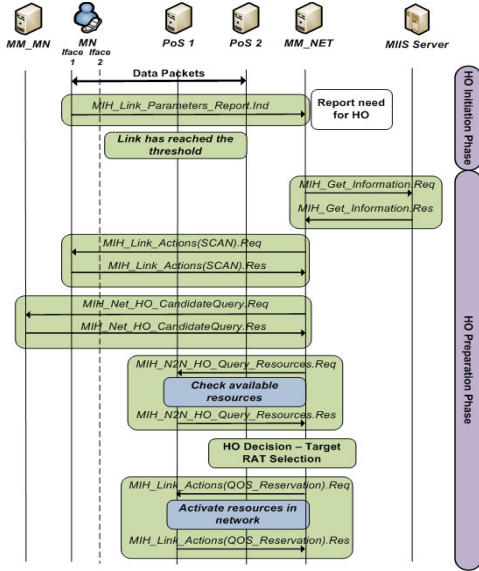 MM_MN
MN
PoS 1
PoS 2
MM_NET
MIIS Server
Iface
1
Iface
2
Data Packets
MIH_Link_Parameters_Report.Ind
Report need
for HO
Link has reached the
threshold
HO Initiation Phase
MIH_Get_Information.Req
MIH_Get_Information.Res
MIH_Link_Actions(SCAN).Req
MIH_Link_Actions(SCAN).Res
MIH_Net_HO_CandidateQuery.Req
MIH_Net_HO_CandidateQuery.Res
MIH_N2N_HO_Query_Resources.Req
Check available
resources
MIH_N2N_HO_Query_Resources.Res
HO Decision – Target
RAT Selection
MIH_Link_Actions(QOS_Reservation).Req
Activate resources in
network
MIH_Link_Actions(QOS_Reservation).Res
HO Preparation Phase